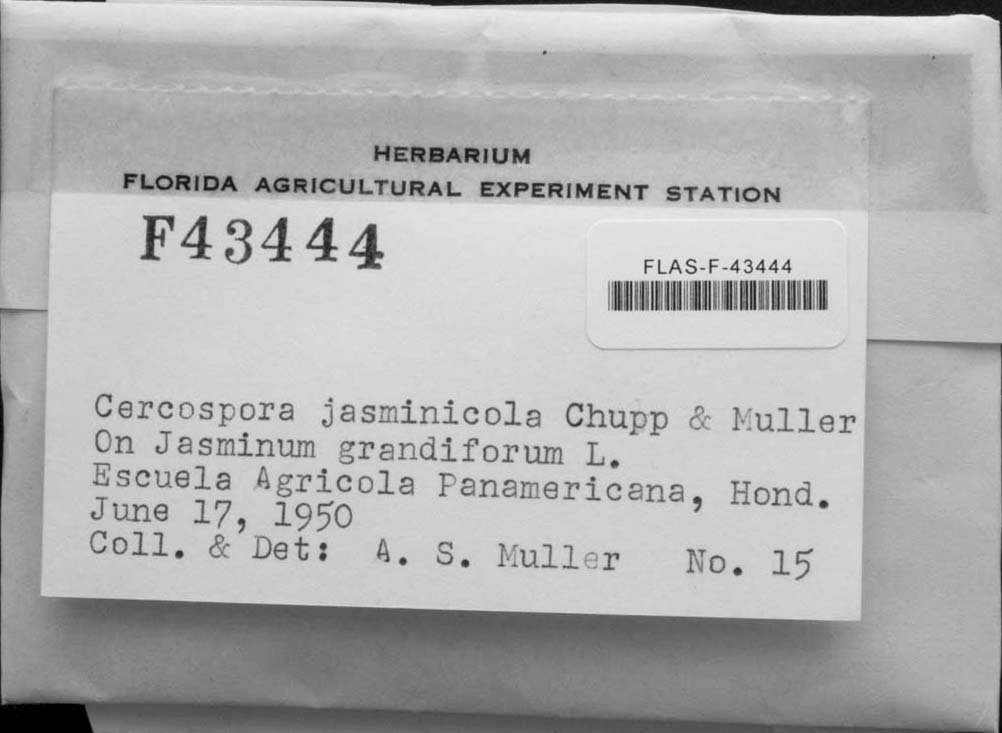 HERBARIUM
FLORIDA AGRICULTURAL EXPERIMENT STATION
F43444
FLAS-F-43444
Cercospora jasminicola Chupp & Muller
On Jasminum grandiforum L.
Escuela Agricola Panamericana, Hond.
June 17, 1950
Coll. & Det: A. S. Muller No. 15